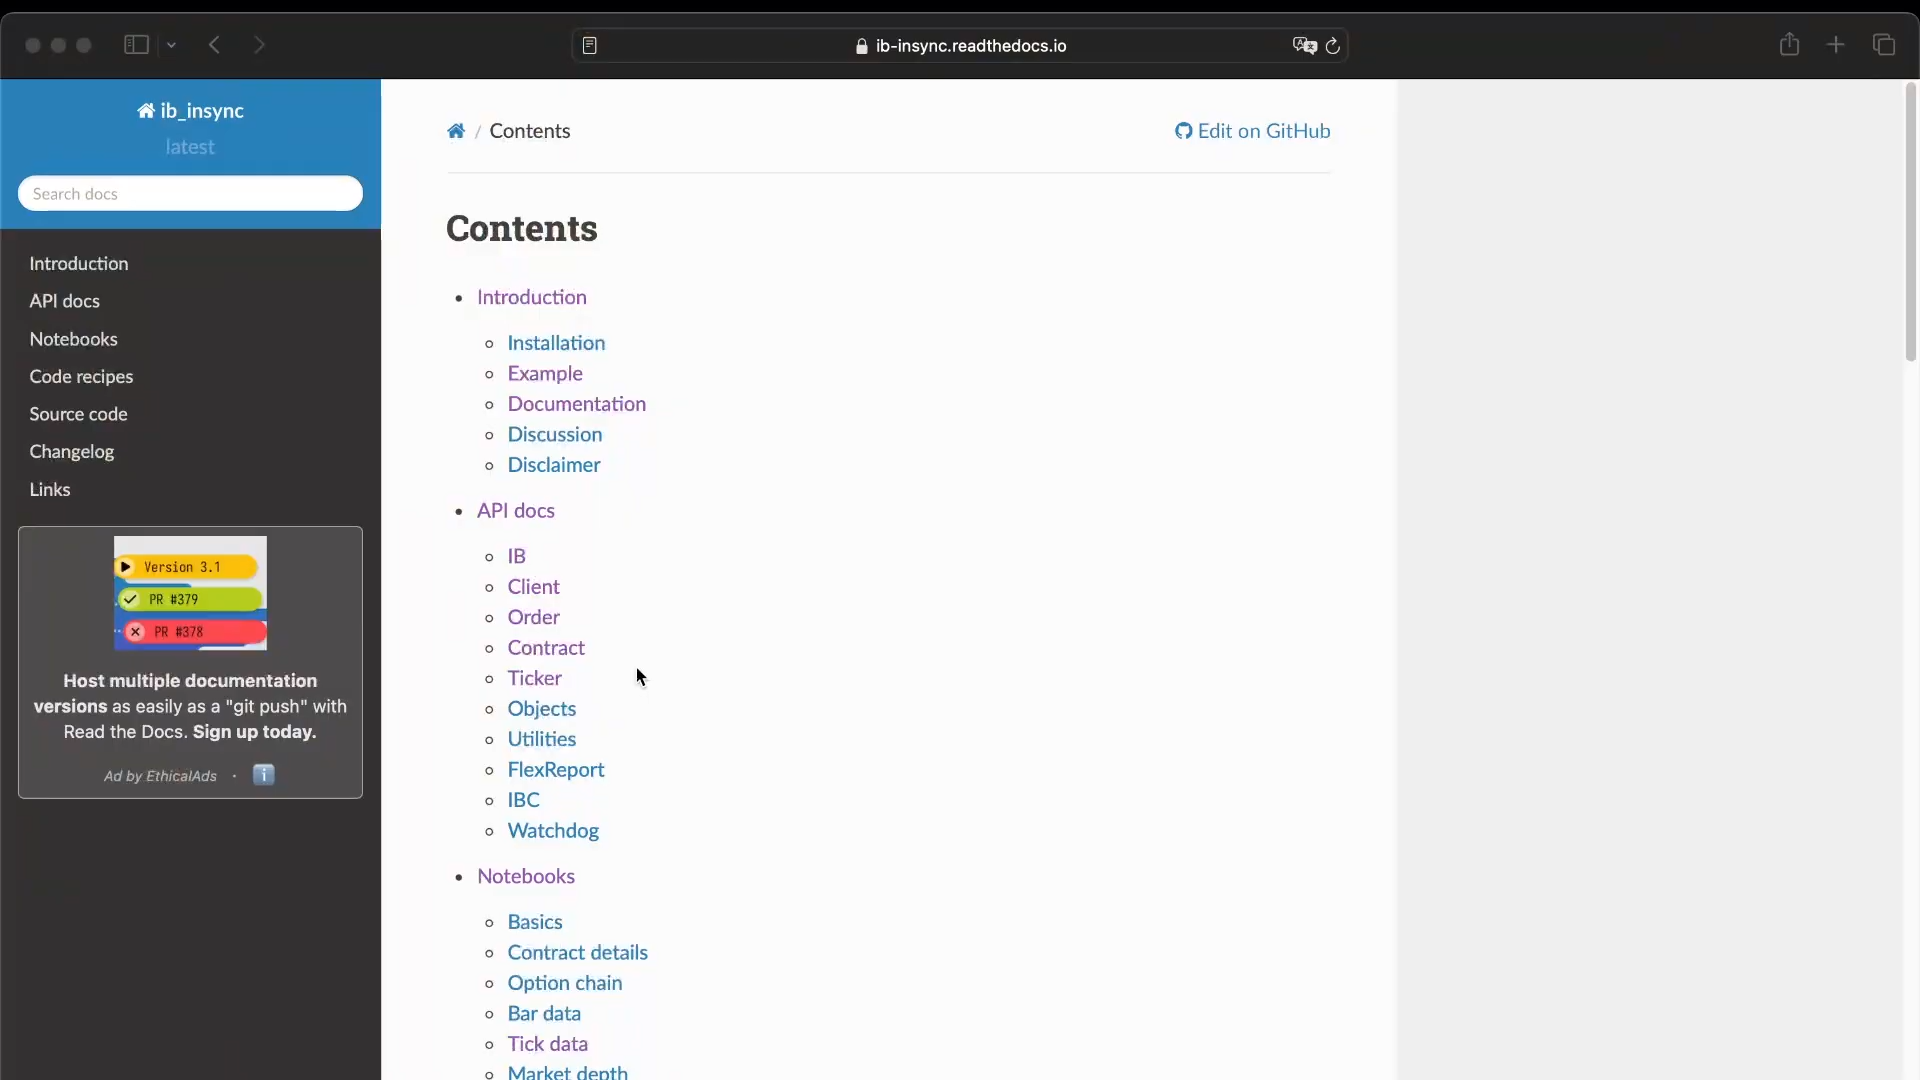 ib-insync.readthedocs.io
ib_insync
latest
Search docs
Introduction
API docs
Notebooks
Code recipes
Source code
Changelog
Links
Version 3.1
PR #379
PR #378
Host multiple documentation
versions as easily as a "git push" with
Read the Docs. Sign up today.
Ad by EthicalAds ·
/ Contents
Edit on GitHub
Contents
Introduction
Installation
Example
Documentation
Discussion
Disclaimer
API docs
IB
Client
Order
Contract
Ticker
Objects
Utilities
FlexReport
IBC
Watchdog
Notebooks
Basics
Contract details
Option chain
Bar data
Tick data
Market depth